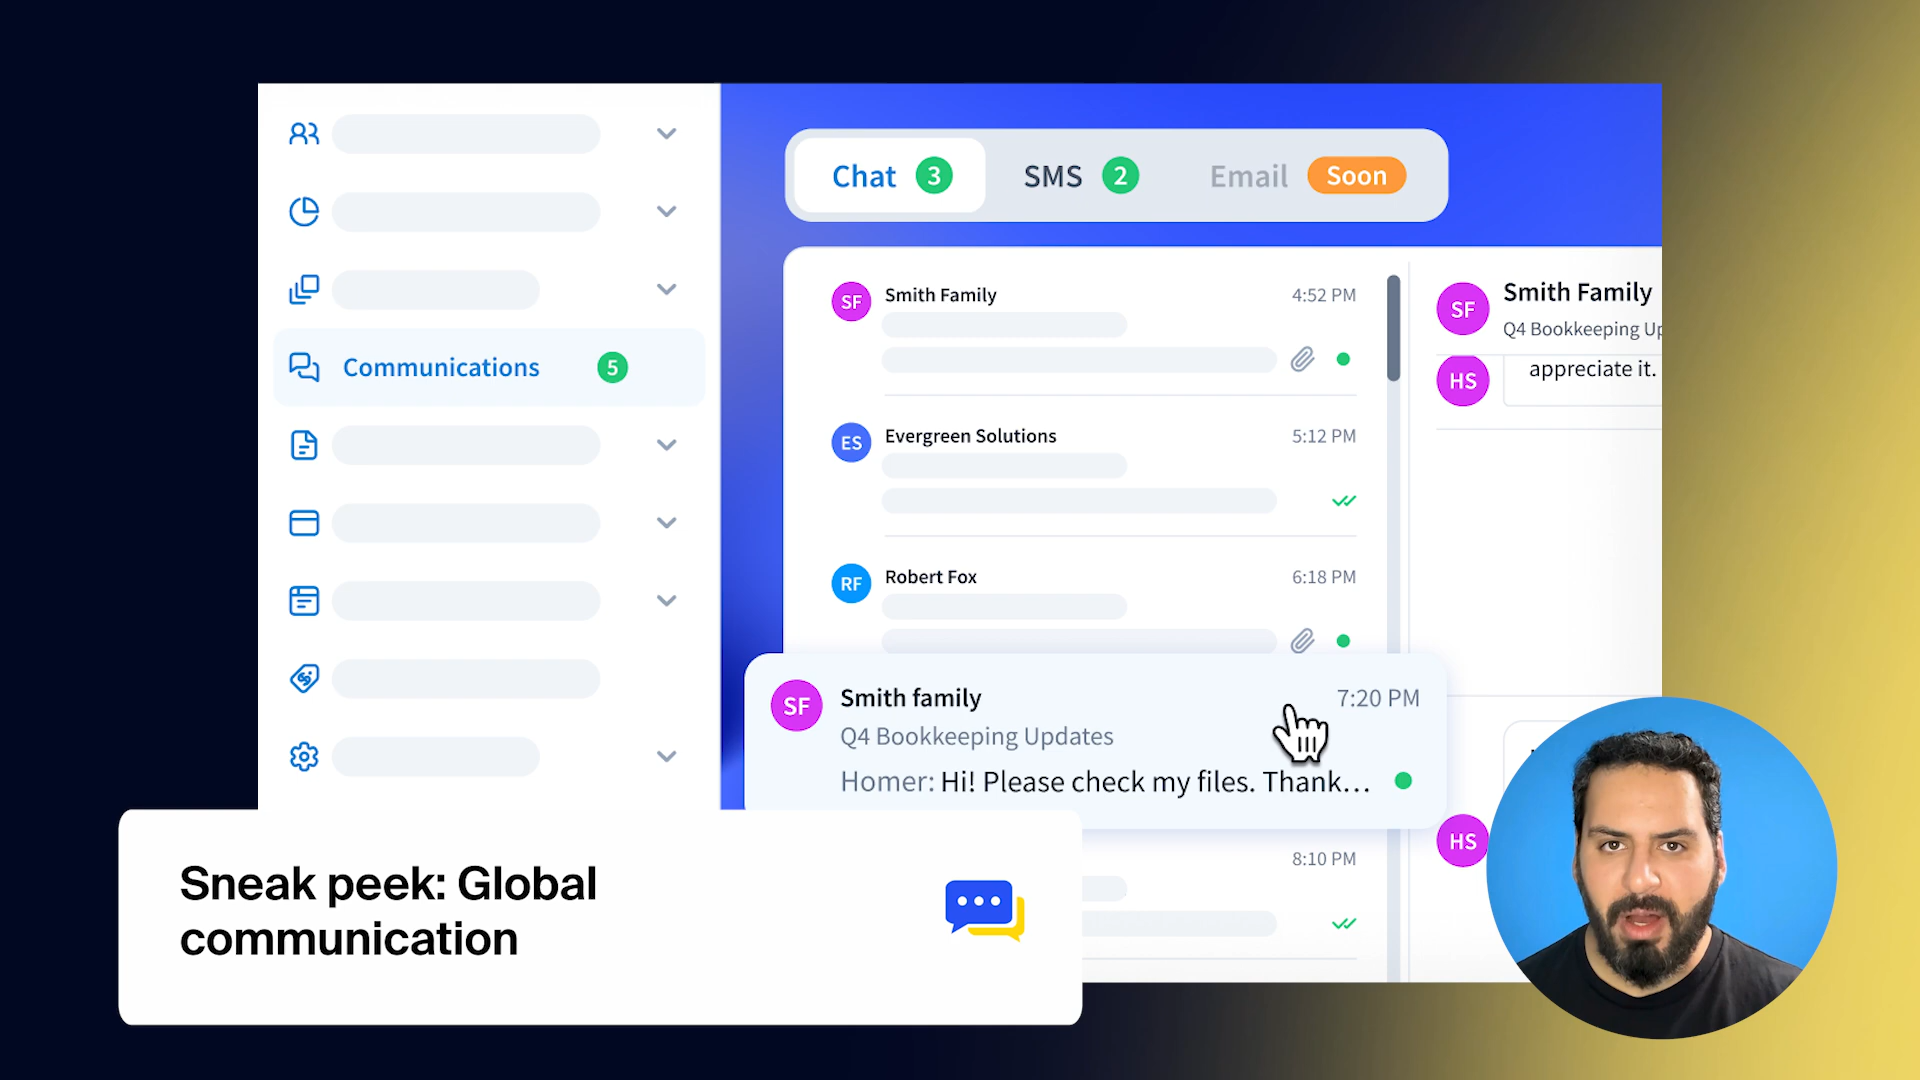 Communications 5
Chat 3 SMS 2 Email Soon
SF Smith Family 4:52 PM
ES Evergreen Solutions 5:12 PM
RF Robert Fox 6:18 PM
SF Smith family 7:20 PM
Q4 Bookkeeping Updates
Homer: Hi! Please check my files. Thank...
8:10 PM
SF Smith Family
Q4 Bookkeeping Up
HS appreciate it.
HS
Sneak peek: Global
communication